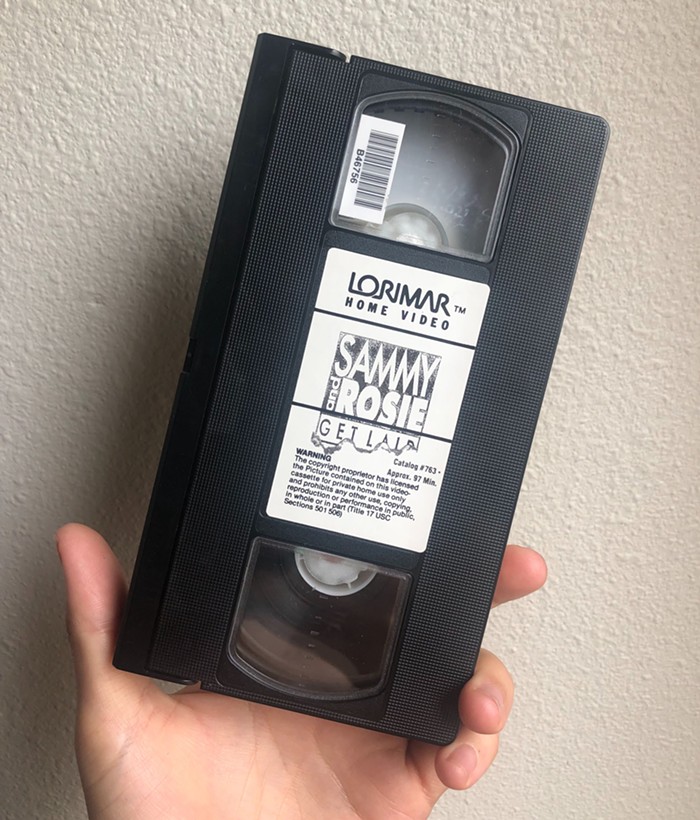 B46756
LORIMAR™
HOME VIDEO
SAMMY
and
ROSIE
GET LAID
WARNING
Catalog #763 -
Approx. 97 Min.
The copyright proprietor has licensed
the Picture contained on this video-
cassette for private home use only
and prohibits any other use, copying,
reproduction or performance in public,
in whole or in part (Title 17 USC
Sections 501 506)